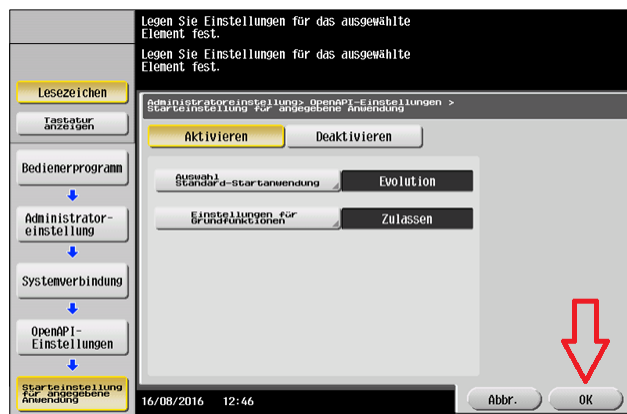 Legen Sie Einstellungen für das ausgewählte
Element fest.
Legen Sie Einstellungen für das ausgewählte
Element fest.
Lesezeichen
Tastatur
anzeigen
Bedienerprogramm
Administrator-
einstellung
Systemverbindung
OpenAPI-
Einstellungen
Starteinstellung
für angegebene
Anwendung
Administratoreinstellung> OpenAPI-Einstellungen >
Starteinstellung für angegebene Anwendung
Aktivieren
Deaktivieren
Auswahl
Standard-Startanwendung
Evolution
Einstellungen für
Grundfunktionen
Zulassen
16/08/2016 12:46
Abbr.
OK